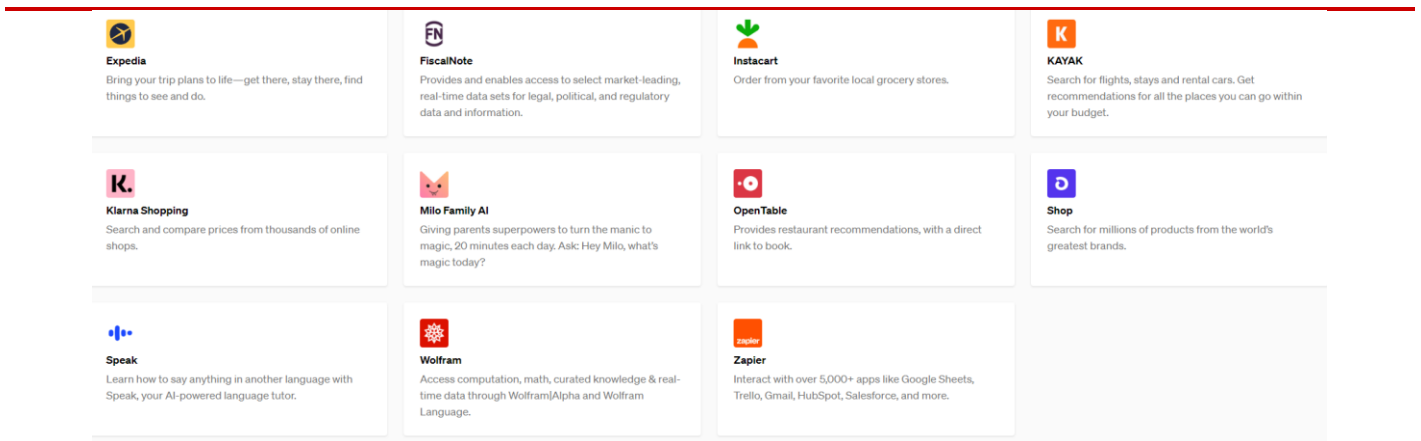 Expedia
Bring your trip plans to life—get there, stay there, find
things to see and do.
FN
FiscalNote
Provides and enables access to select market-leading,
real-time data sets for legal, political, and regulatory
data and information.
Instacart
Order from your favorite local grocery stores.
K
KAYAK
Search for flights, stays and rental cars. Get
recommendations for all the places you can go within
your budget.
K.
Klarna Shopping
Search and compare prices from thousands of online
shops.
Milo Family AI
Giving parents superpowers to turn the manic to
magic, 20 minutes each day. Ask: Hey Milo, what's
magic today?
OpenTable
Provides restaurant recommendations, with a direct
link to book.
Shop
Search for millions of products from the world's
greatest brands.
Speak
Learn how to say anything in another language with
Speak, your AI-powered language tutor.
Wolfram
Access computation, math, curated knowledge & real-
time data through Wolfram|Alpha and Wolfram
Language.
zapier
Zapier
Interact with over 5,000+ apps like Google Sheets,
Trello, Gmail, HubSpot, Salesforce, and more.